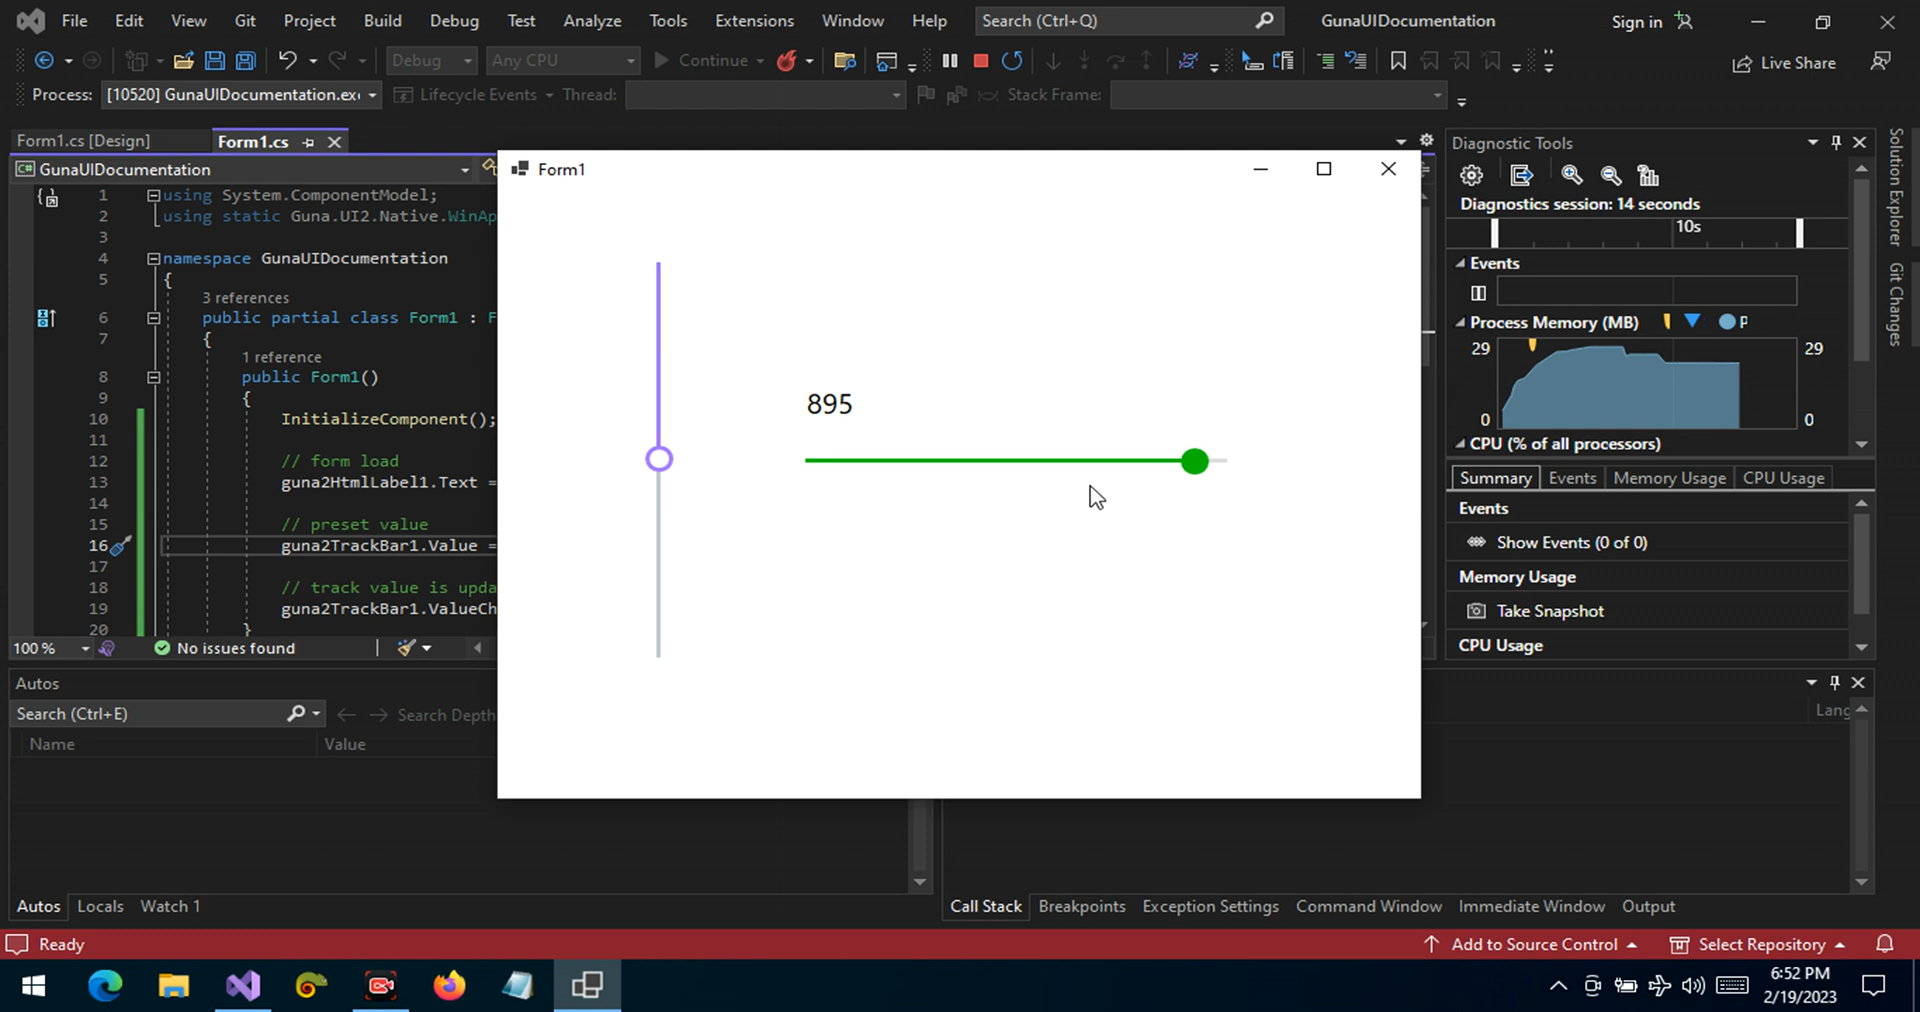 File Edit View Git Project Build Debug Test Analyze Tools Extensions Window Help Search (Ctrl+Q) GunaUIDocumentation Sign in
Debug Any CPU Continue Live Share
Process: [10520] GunaUIDocumentation.exe Lifecycle Events Thread: Stack Frame:
Form1.cs [Design] Form1.cs
C# GunaUIDocumentation
1 using System.ComponentModel;
2 using static Guna.UI2.Native.WinAp
3
4 namespace GunaUIDocumentation
5 {
3 references
6 public partial class Form1 : F
7 {
1 reference
8 public Form1()
9 {
10 InitializeComponent();
11
12 // form load
13 guna2HtmlLabel1.Text =
14
15 // preset value
16 guna2TrackBar1.Value =
17
18 // track value is upda
19 guna2TrackBar1.ValueCh
20 }
100 % No issues found
Form1
895
Diagnostic Tools
Diagnostics session: 14 seconds
10s
Events
Process Memory (MB) P
29 29
0 0
CPU (% of all processors)
Summary Events Memory Usage CPU Usage
Events
Show Events (0 of 0)
Memory Usage
Take Snapshot
CPU Usage
Solution Explorer
Git Changes
Autos
Search (Ctrl+E) Search Depth
Name Value
Lang
Autos Locals Watch 1
Call Stack Breakpoints Exception Settings Command Window Immediate Window Output
Ready Add to Source Control Select Repository
6:52 PM
2/19/2023